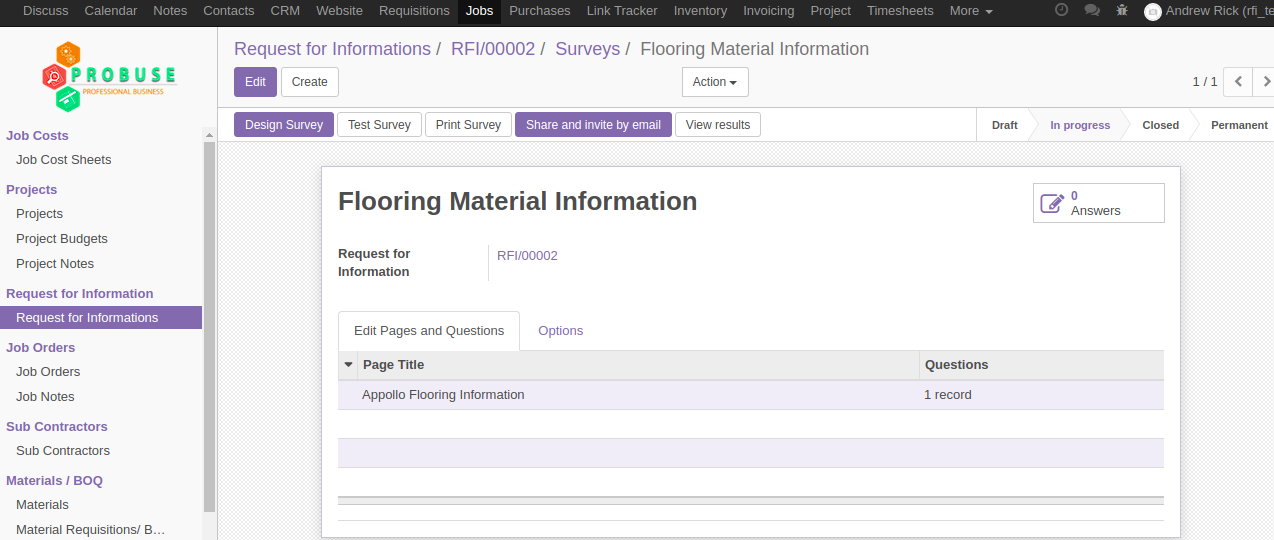 Discuss Calendar Notes Contacts CRM Website Requisitions Jobs Purchases Link Tracker Inventory Invoicing Project Timesheets More Andrew Rick (rfi_te
PROBUSE
PROFESSIONAL BUSINESS
Request for Informations / RFI/00002 / Surveys / Flooring Material Information
Edit Create Action 1 / 1
Design Survey Test Survey Print Survey Share and invite by email View results Draft In progress Closed Permanent
Job Costs
Job Cost Sheets
Projects
Projects
Project Budgets
Project Notes
Request for Information
Request for Informations
Job Orders
Job Orders
Job Notes
Sub Contractors
Sub Contractors
Materials / BOQ
Materials
Material Requisitions/ B…
Flooring Material Information
0
Answers
Request for
Information
RFI/00002
Edit Pages and Questions Options
Page Title Questions
Appollo Flooring Information 1 record